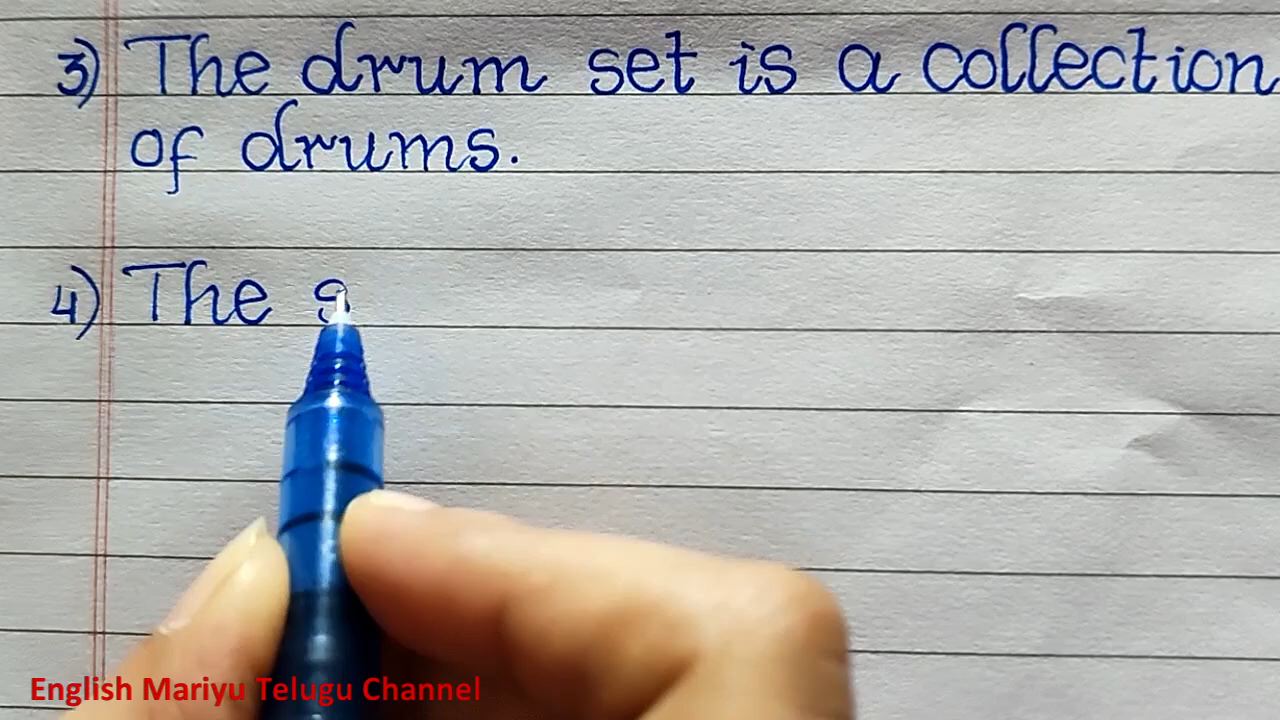 3) The drum set is a collection
of drums.
4) The
English Mariyu Telugu Channel